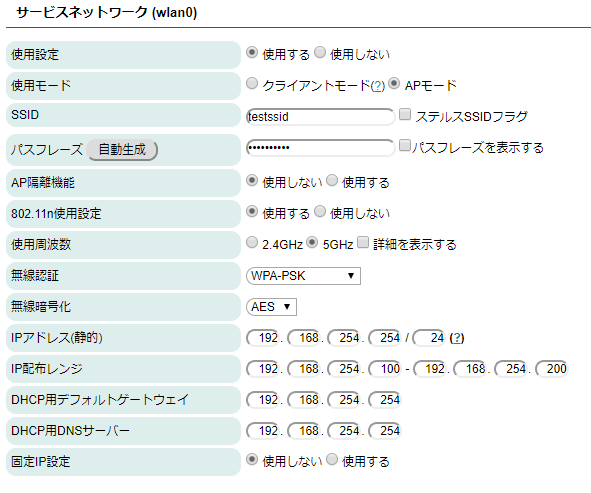 サービスネットワーク (wlan0)
使用設定 使用する 使用しない
使用モード クライアントモード(?) APモード
SSID testssid ステルスSSIDフラグ
パスフレーズ 自動生成 •••••••••• パスフレーズを表示する
AP隔離機能 使用しない 使用する
802.11n使用設定 使用する 使用しない
使用周波数 2.4GHz 5GHz 詳細を表示する
無線認証 WPA-PSK
無線暗号化 AES
IPアドレス(静的) 192. 168. 254. 254 / 24 (?)
IP配布レンジ 192. 168. 254. 100 - 192. 168. 254. 200
DHCP用デフォルトゲートウェイ 192. 168. 254. 254
DHCP用DNSサーバー 192. 168. 254. 254
固定IP設定 使用しない 使用する